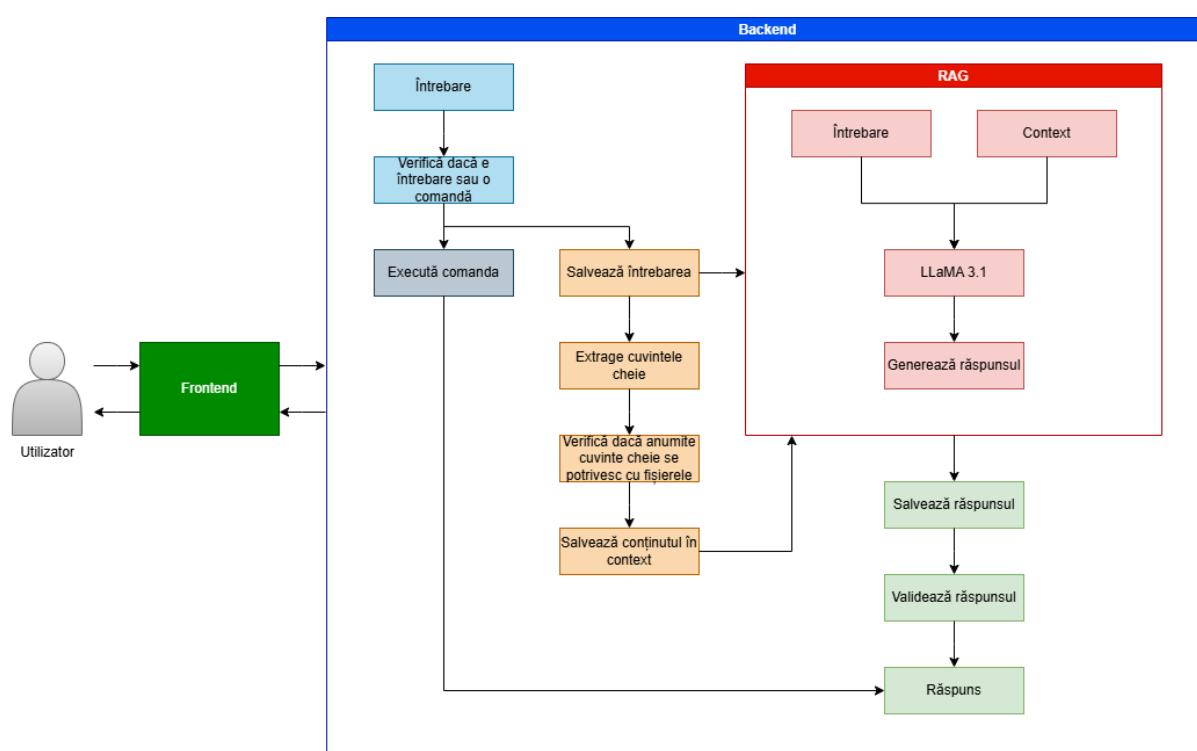 Backend
Întrebare
Verifică dacă e
întrebare sau o
comandă
Execută comanda
Salvează întrebarea
Extrage cuvintele
cheie
Verifică dacă anumite
cuvinte cheie se
potrivesc cu fișierele
Salvează conținutul în
context
RAG
Întrebare
Context
LLaMA 3.1
Generează răspunsul
Salvează răspunsul
Validează răspunsul
Răspuns
Frontend
Utilizator